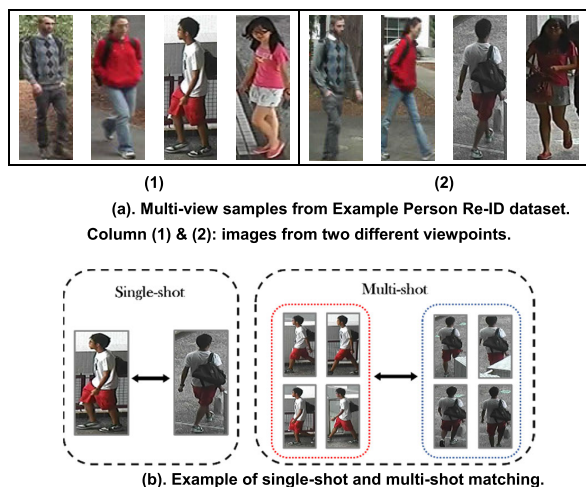 (1)
(2)
(a). Multi-view samples from Example Person Re-ID dataset.
Column (1) & (2): images from two different viewpoints.
Single-shot
Multi-shot
(b). Example of single-shot and multi-shot matching.